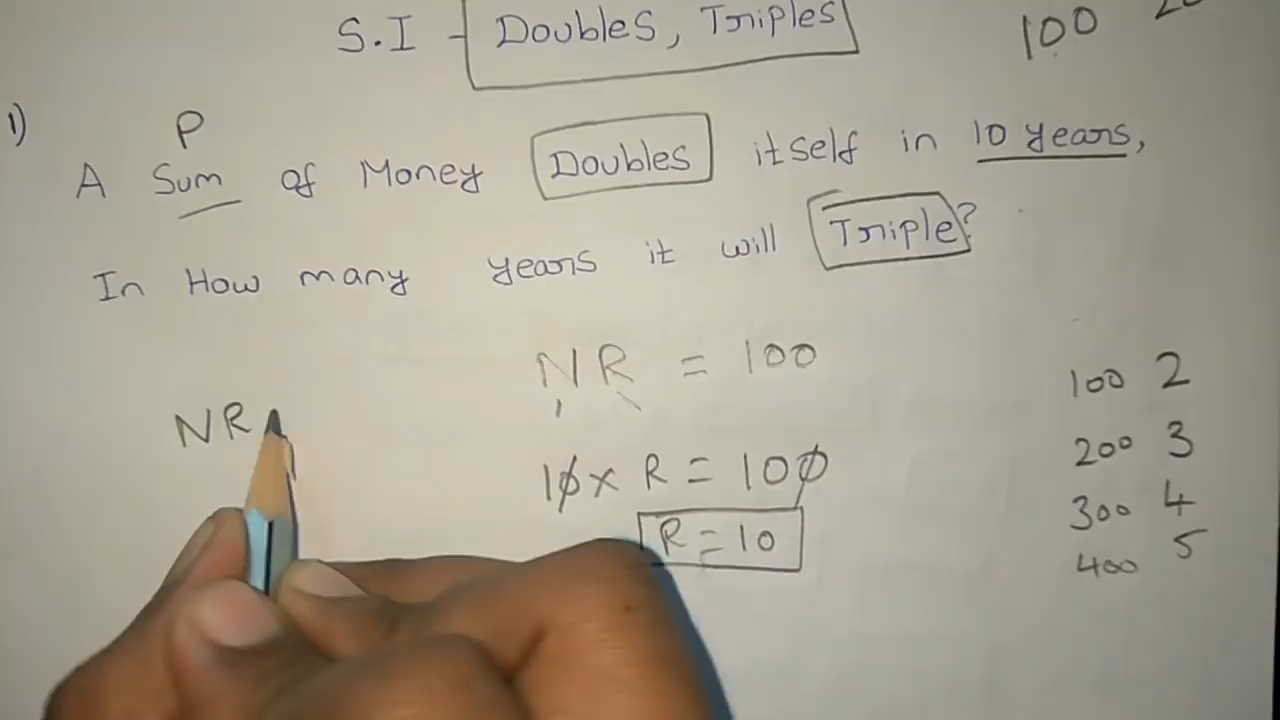 S.I - Doubles, Triples
100
1)
P
A Sum of Money Doubles itself in 10 years,
In How many years it will Triple?
NR = 100
NR
10 x R = 100
R = 10
100 2
200 3
300 4
400 5